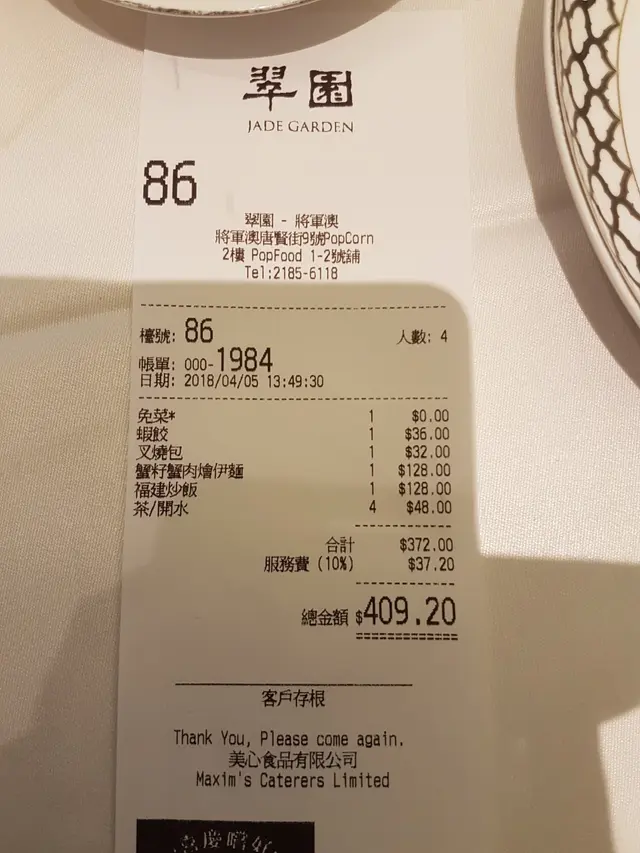 翠園
JADE GARDEN
86
翠園 - 將軍澳
將軍澳唐賢街9號PopCorn
2樓 PopFood 1-2號舖
Tel:2185-6118
檯號: 86 人數: 4
帳單: 000-1984
日期: 2018/04/05 13:49:30
免菜* 1 $0.00
蝦餃 1 $36.00
叉燒包 1 $32.00
蟹籽蟹肉燴伊麵 1 $128.00
福建炒飯 1 $128.00
茶/開水 4 $48.00
合計 $372.00
服務費 (10%) $37.20
總金額 $409.20
客戶存根
Thank You, Please come again.
美心食品有限公司
Maxim's Caterers Limited